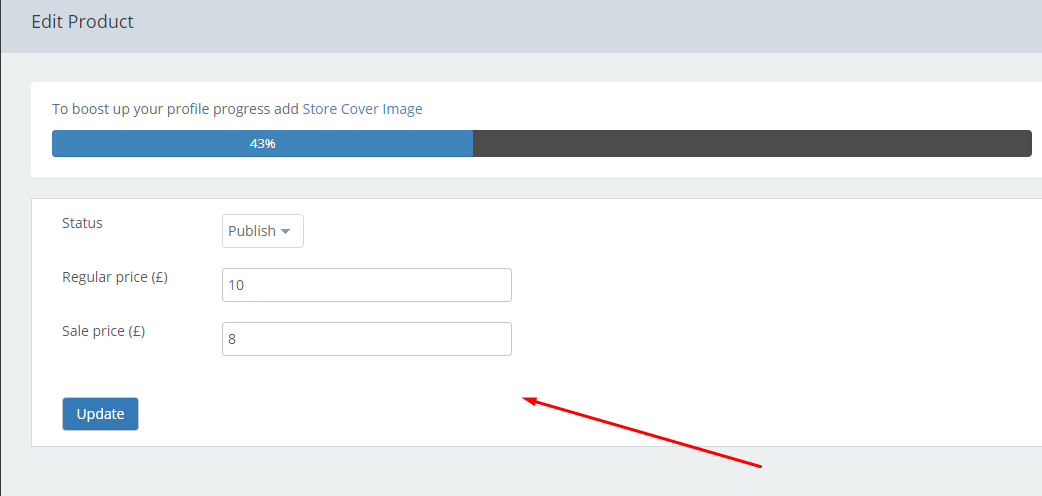 Edit Product
To boost up your profile progress add Store Cover Image
43%
Status
Publish
Regular price (£)
10
Sale price (£)
8
Update